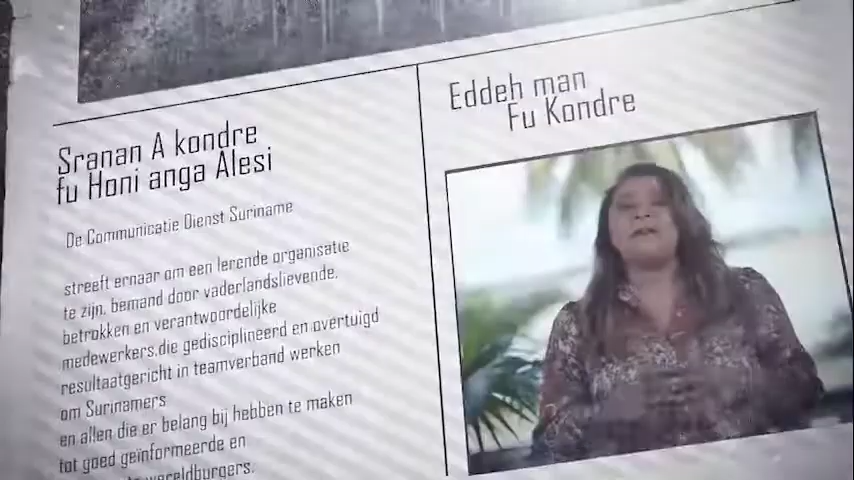 Sranan A kondre
fu Honi anga Alesi
De Communicatie Dienst Suriname
streeft ernaar om een lerende organisatie
te zijn, bemand door vaderlandslievende,
betrokken en verantwoordelijke
medewerkers,die gedisciplineerd en overtuigd
resultaatgericht in teamverband werken
om Surinamers
en allen die er belang bij hebben te maken
tot goed geïnformeerde en
wereldburgers.
Eddeh man
Fu Kondre